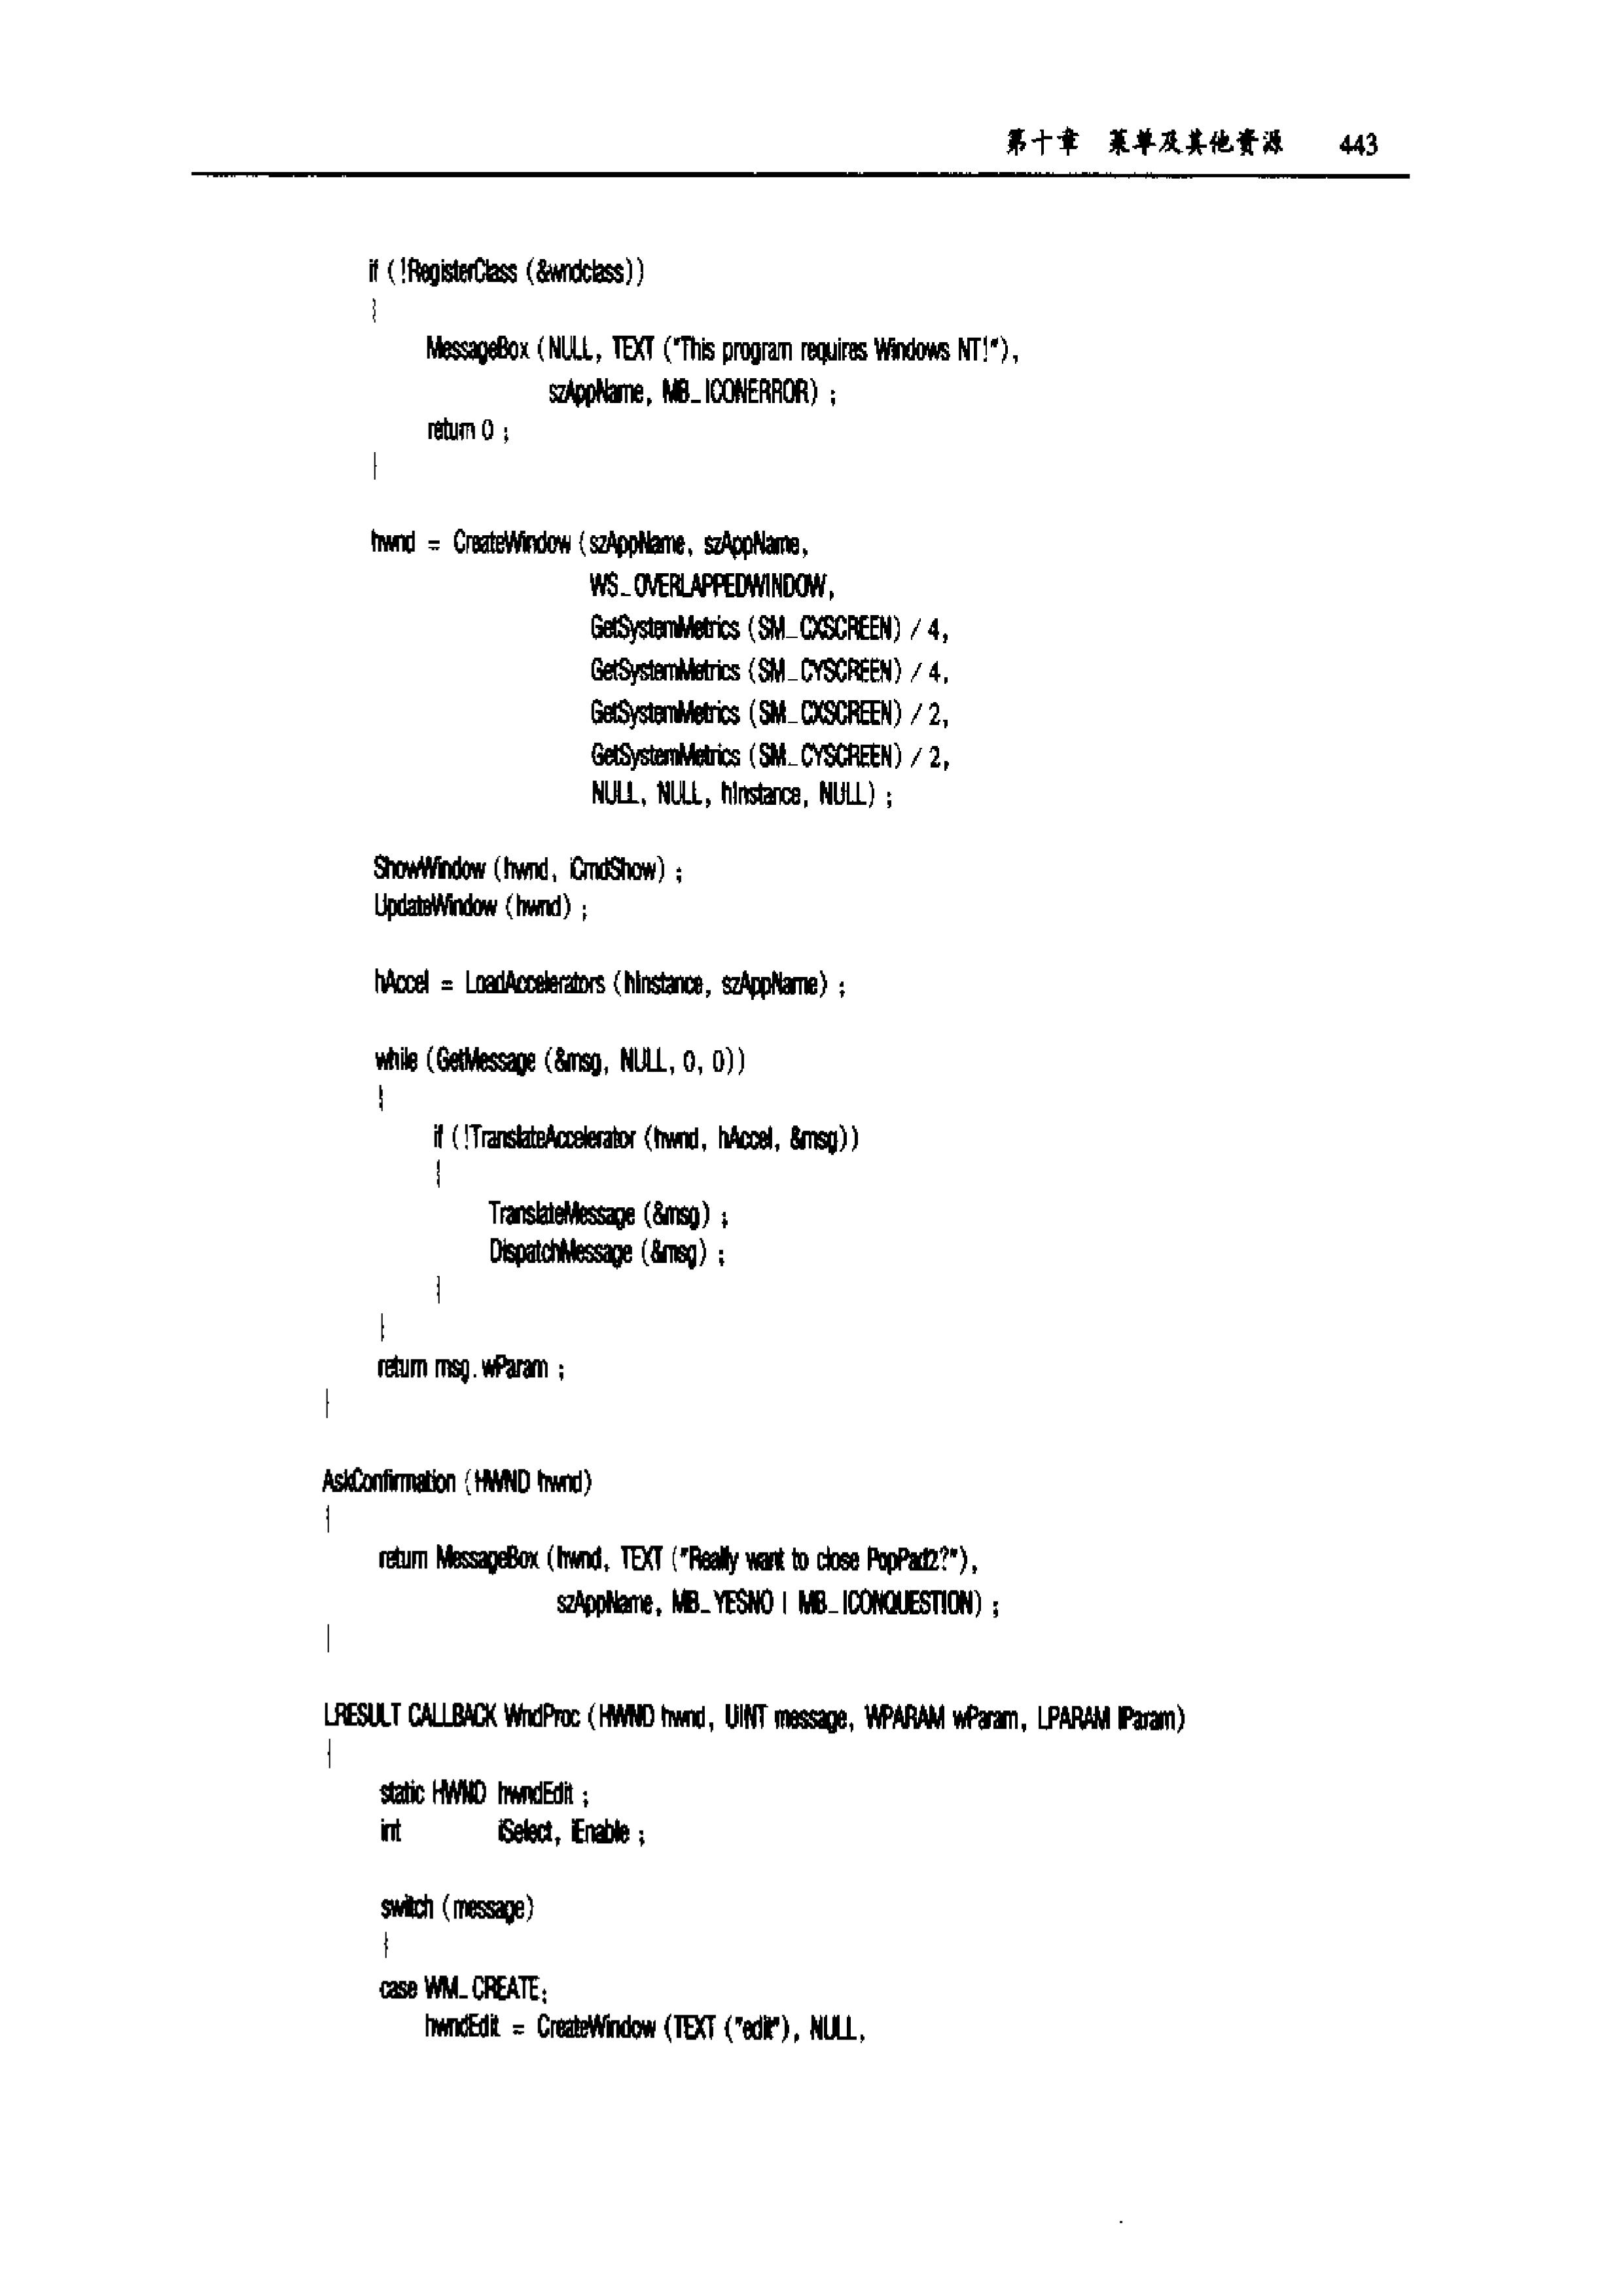 第十章 菜单及其他资源 443
if (!RegisterClass (&wndclass))
{
MessageBox (NULL, TEXT ("This program requires Windows NT!"),
szAppName, MB_ICONERROR) ;
return 0 ;
}
hwnd = CreateWindow (szAppName, szAppName,
WS_OVERLAPPEDWINDOW,
GetSystemMetrics (SM_CXSCREEN) / 4,
GetSystemMetrics (SM_CYSCREEN) / 4,
GetSystemMetrics (SM_CXSCREEN) / 2,
GetSystemMetrics (SM_CYSCREEN) / 2,
NULL, NULL, hInstance, NULL) ;
ShowWindow (hwnd, iCmdShow) ;
UpdateWindow (hwnd) ;
hAccel = LoadAccelerators (hInstance, szAppName) ;
while (GetMessage (&msg, NULL, 0, 0))
{
if (!TranslateAccelerator (hwnd, hAccel, &msg))
{
TranslateMessage (&msg) ;
DispatchMessage (&msg) ;
}
}
return msg.wParam ;
}
AskConfirmation (HWND hwnd)
{
return MessageBox (hwnd, TEXT ("Really want to close PopPad2?"),
szAppName, MB_YESNO | MB_ICONQUESTION) ;
}
LRESULT CALLBACK WndProc (HWND hwnd, UINT message, WPARAM wParam, LPARAM lParam)
{
static HWND hwndEdit ;
int iSelect, iEnable ;
switch (message)
{
case WM_CREATE:
hwndEdit = CreateWindow (TEXT ("edit"), NULL,